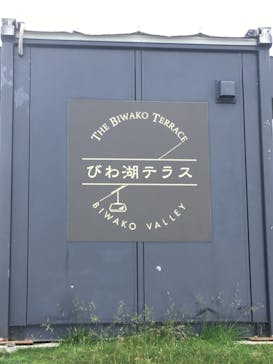 THE BIWAKO TERRACE
びわ湖テラス
BIWAKO VALLEY